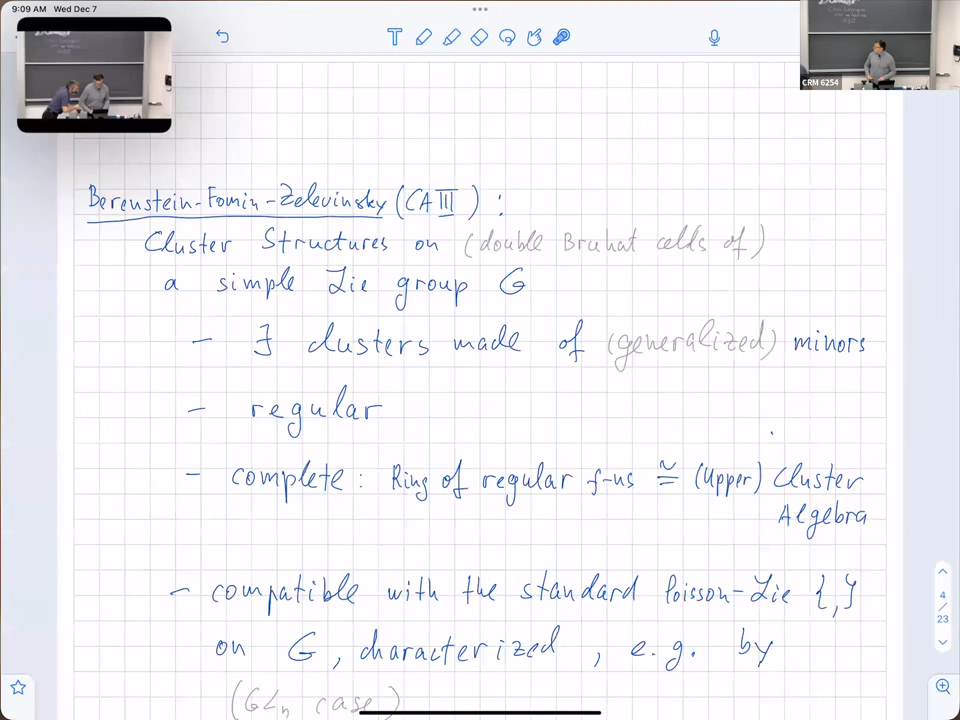 9:09 AM Wed Dec 7
CRM 6254
Berenstein-Fomin-Zelevinsky (CA III) :
Cluster Structures on (double Bruhat cells of)
a simple Lie group G
- ∃ clusters made of (generalized) minors
- regular
- complete: Ring of regular f-ns ≅ (Upper) Cluster
Algebra
- compatible with the standard Poisson-Lie {,}
on G, characterized, e.g. by
(GLn case)
4
/
23